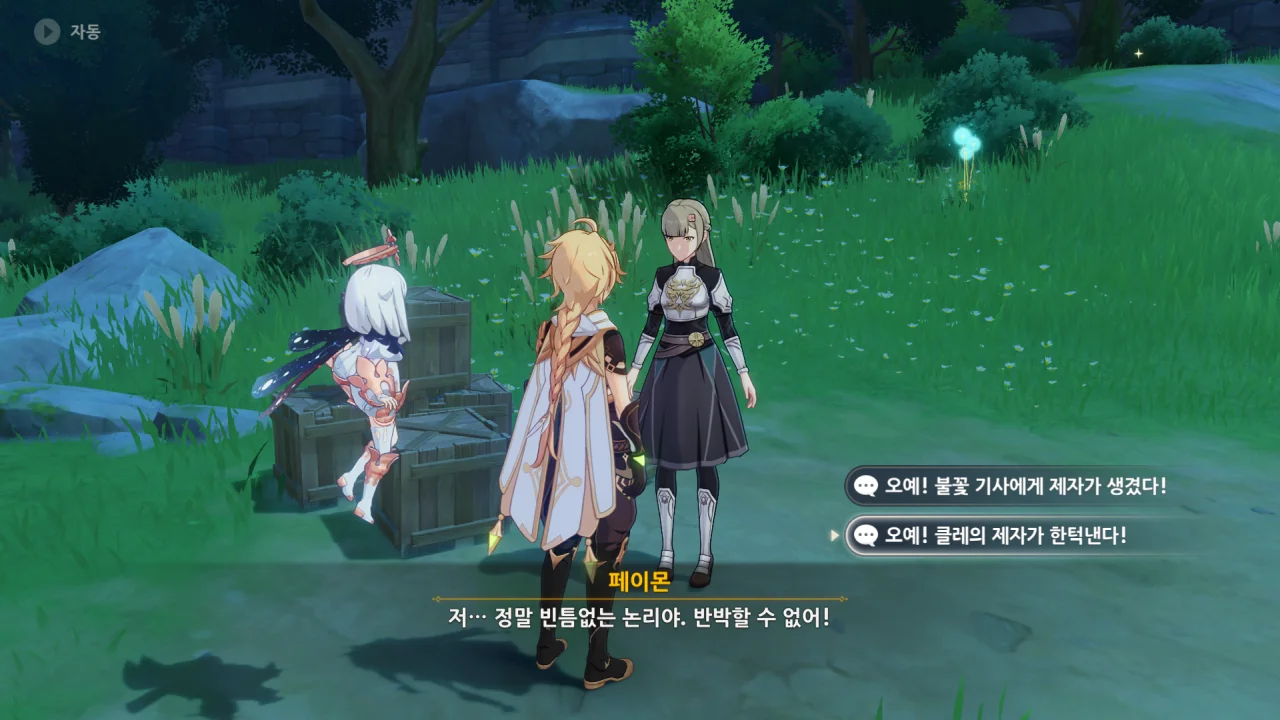 자동
오예! 불꽃 기사에게 제자가 생겼다!
오예! 클레의 제자가 한턱낸다!
페이몬
저… 정말 빈틈없는 논리야. 반박할 수 없어!